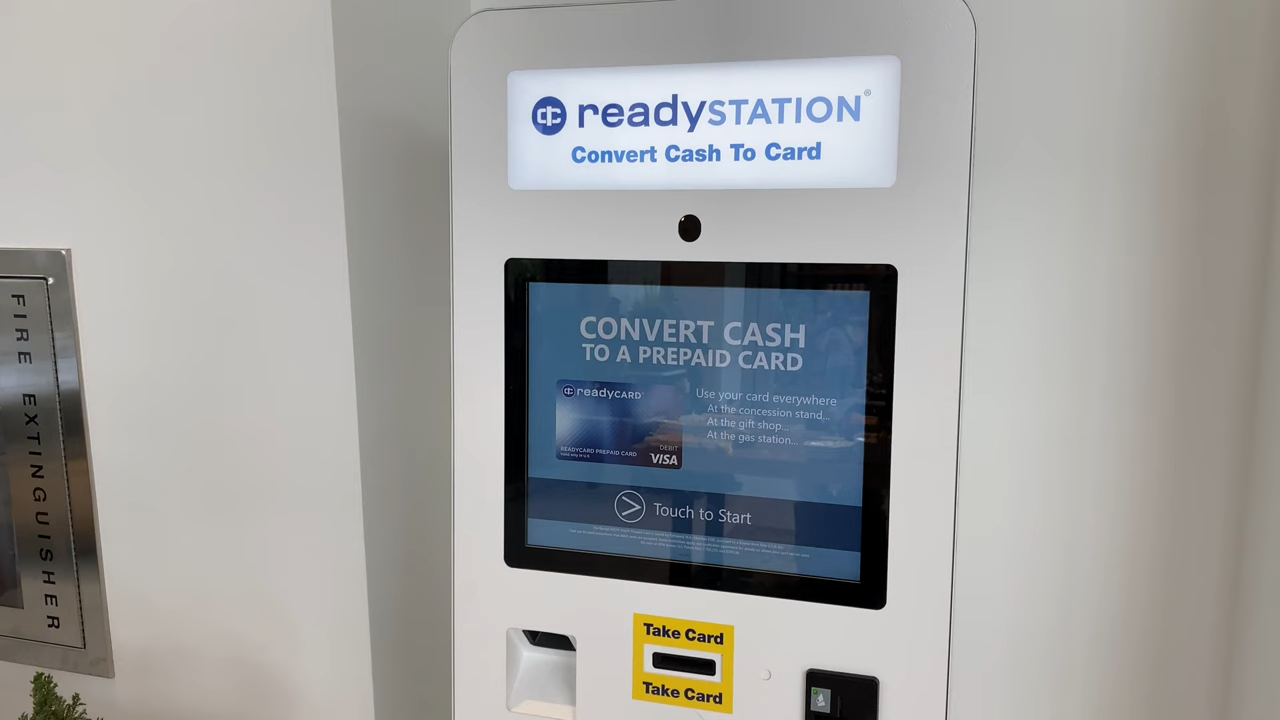 FIRE EXTINGUISHER
readySTATION®
Convert Cash To Card
CONVERT CASH
TO A PREPAID CARD
readyCARD
READYCARD PREPAID CARD
DEBIT
VISA
Use your card everywhere
At the concession stand...
At the gift shop...
At the gas station...
Touch to Start
Take Card
Take Card